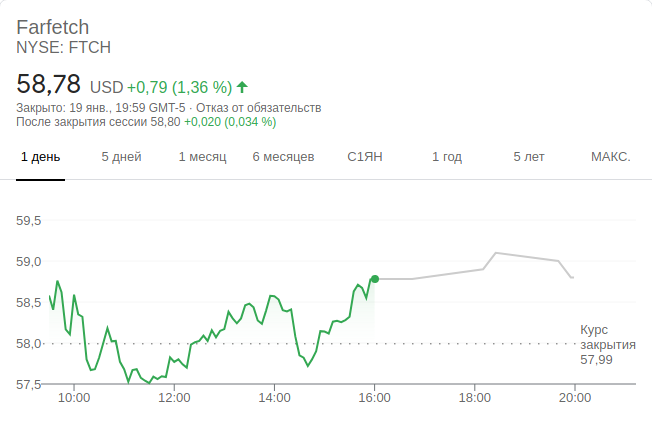 Farfetch
NYSE: FTCH
58,78 USD +0,79 (1,36 %)
Закрыто: 19 янв., 19:59 GMT-5 · Отказ от обязательств
После закрытия сессии 58,80 +0,020 (0,034 %)
1 день 5 дней 1 месяц 6 месяцев С1ЯН 1 год 5 лет МАКС.
59,5
59,0
58,5
58,0
57,5
Курс
закрытия
57,99
10:00 12:00 14:00 16:00 18:00 20:00